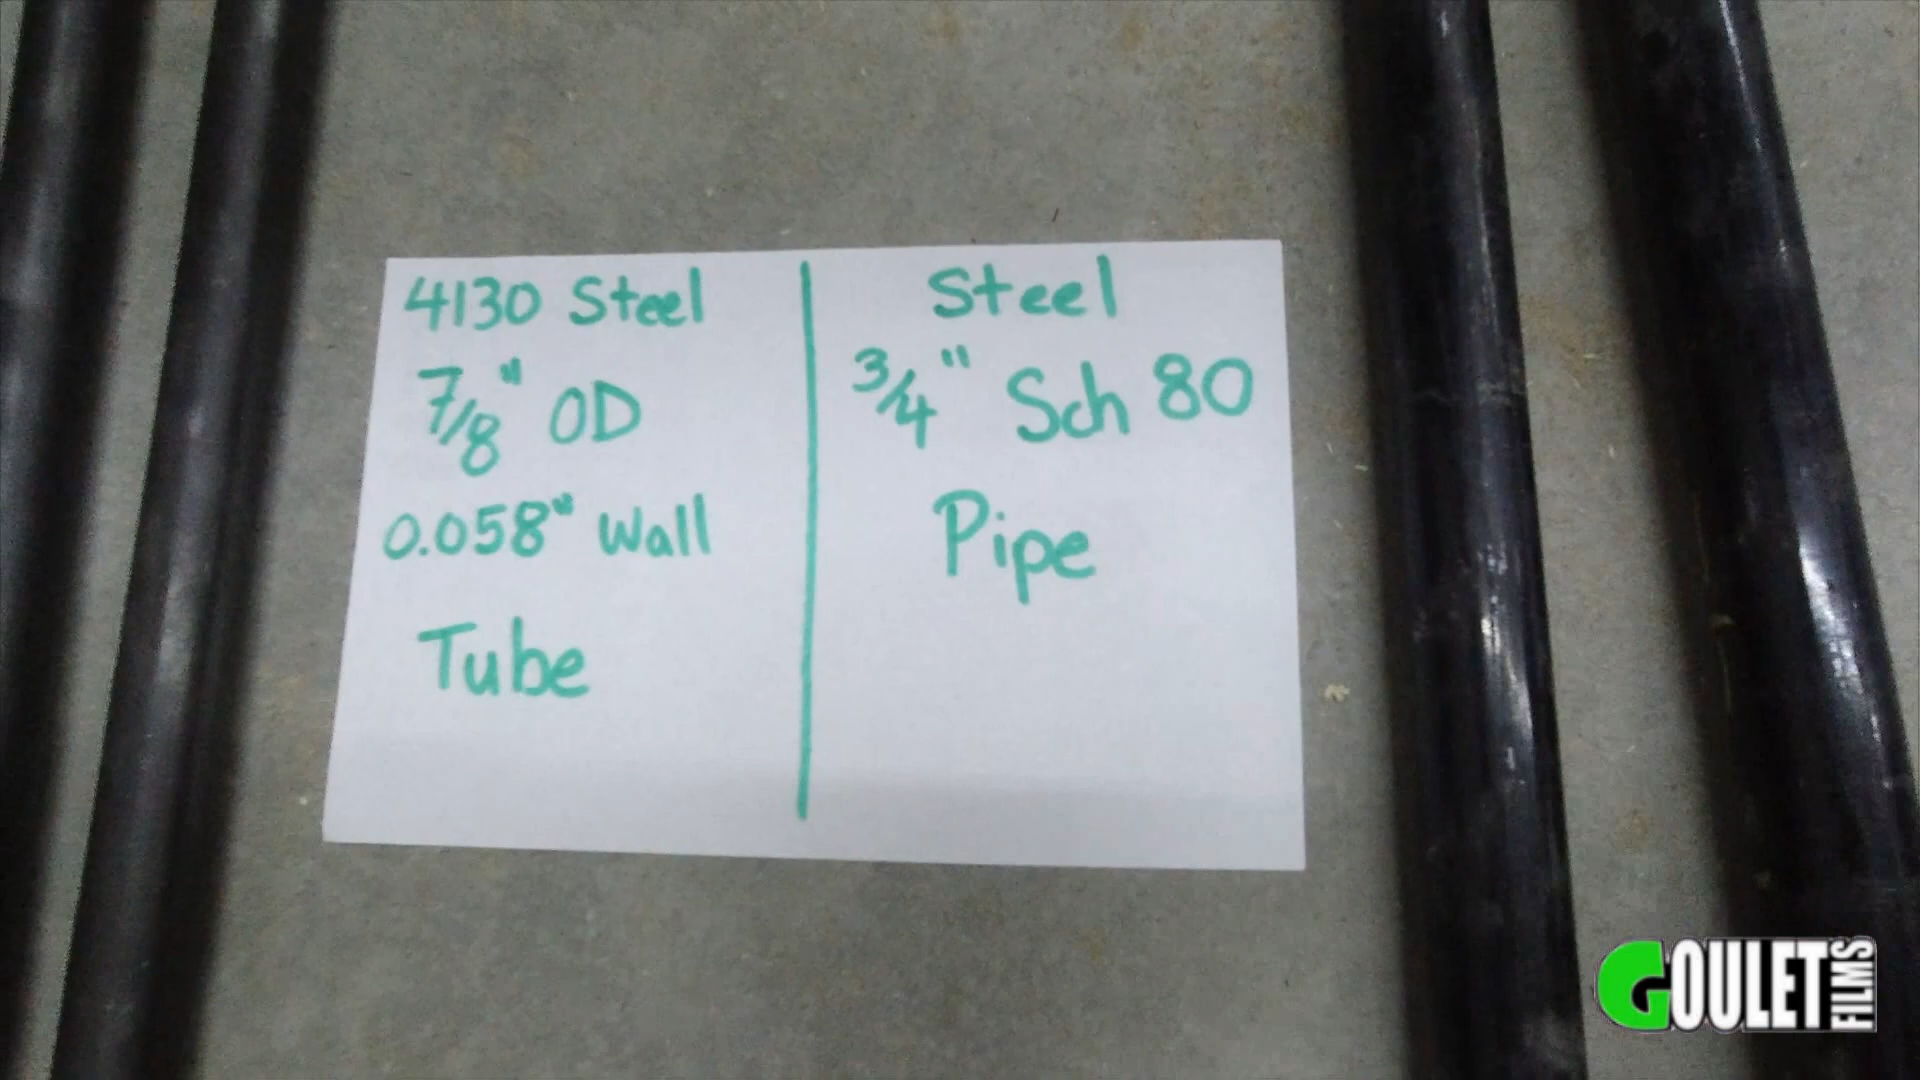 4130 Steel
7/8" OD
0.058" Wall
Tube
Steel
3/4" Sch 80
Pipe
GOULET FILMS